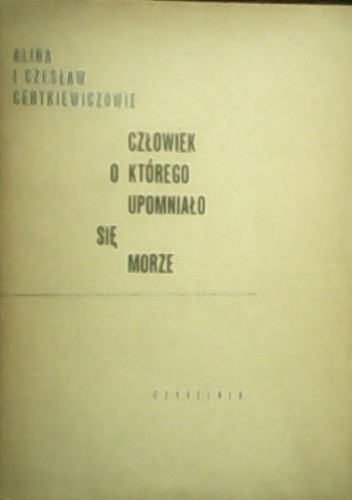 ALINA
I CZESŁAW
CENTKIEWICZOWIE
CZŁOWIEK
O KTÓREGO
UPOMNIAŁO
SIĘ
MORZE
CZYTELNIK